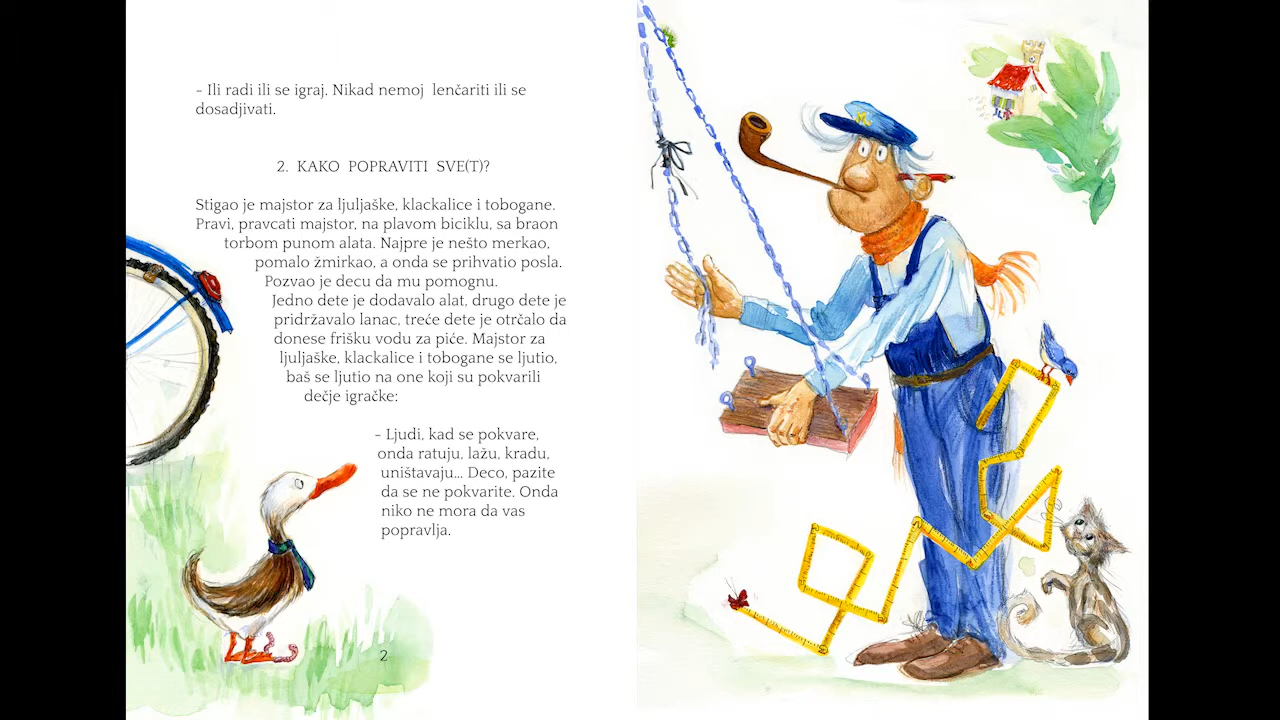 - Ili radi ili se igraj. Nikad nemoj lenčariti ili se
dosadjivati.
2. KAKO POPRAVITI SVE(T)?
Stigao je majstor za ljuljaške, klackalice i tobogane.
Pravi, pravcati majstor, na plavom biciklu, sa braon
torbom punom alata. Najpre je nešto merkao,
pomalo žmirkao, a onda se prihvatio posla.
Pozvao je decu da mu pomognu.
Jedno dete je dodavalo alat, drugo dete je
pridržavalo lanac, treće dete je otrčalo da
donese frišku vodu za piće. Majstor za
ljuljaške, klackalice i tobogane se ljutio,
baš se ljutio na one koji su pokvarili
dečje igračke:
- Ljudi, kad se pokvare,
onda ratuju, lažu, kradu,
uništavaju... Deco, pazite
da se ne pokvarite. Onda
niko ne mora da vas
popravlja.
2
M